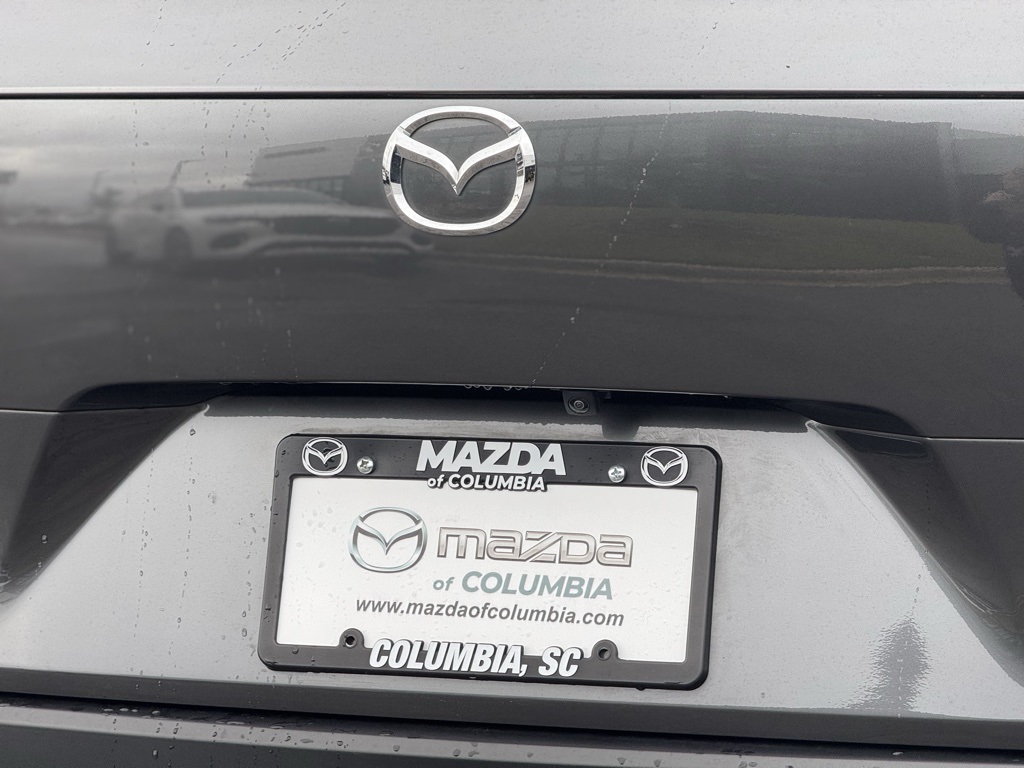 MAZDA
of COLUMBIA
mazda
of COLUMBIA
www.mazdaofcolumbia.com
COLUMBIA, SC